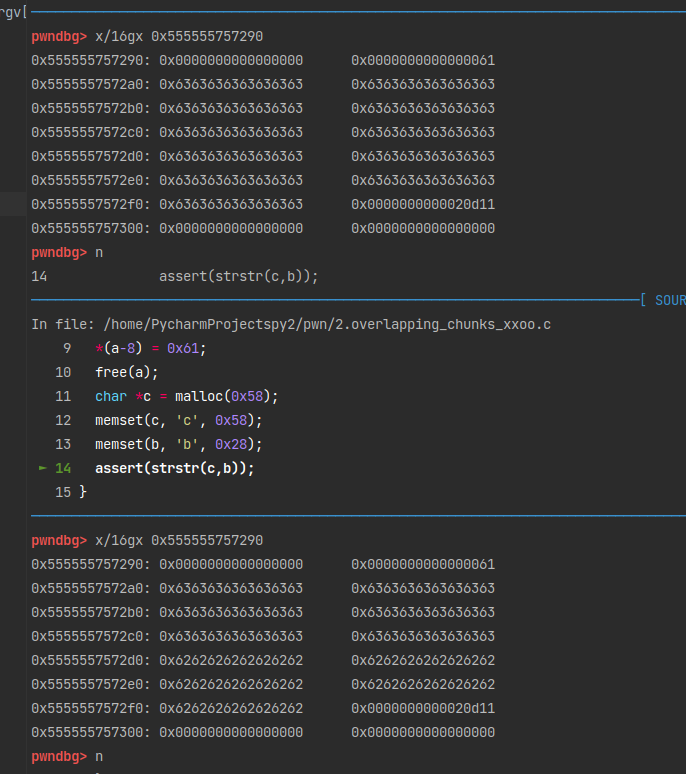 rgv[
pwndbg> x/16gx 0x555555757290
0x555555757290: 0x0000000000000000 0x0000000000000061
0x5555557572a0: 0x6363636363636363 0x6363636363636363
0x5555557572b0: 0x6363636363636363 0x6363636363636363
0x5555557572c0: 0x6363636363636363 0x6363636363636363
0x5555557572d0: 0x6363636363636363 0x6363636363636363
0x5555557572e0: 0x6363636363636363 0x6363636363636363
0x5555557572f0: 0x6363636363636363 0x0000000000020d11
0x555555757300: 0x0000000000000000 0x0000000000000000
pwndbg> n
14 assert(strstr(c,b));
[ SOUR
In file: /home/PycharmProjectspy2/pwn/2.overlapping_chunks_xxoo.c
9 *(a-8) = 0x61;
10 free(a);
11 char *c = malloc(0x58);
12 memset(c, 'c', 0x58);
13 memset(b, 'b', 0x28);
► 14 assert(strstr(c,b));
15 }
pwndbg> x/16gx 0x555555757290
0x555555757290: 0x0000000000000000 0x0000000000000061
0x5555557572a0: 0x6363636363636363 0x6363636363636363
0x5555557572b0: 0x6363636363636363 0x6363636363636363
0x5555557572c0: 0x6363636363636363 0x6363636363636363
0x5555557572d0: 0x6262626262626262 0x6262626262626262
0x5555557572e0: 0x6262626262626262 0x6262626262626262
0x5555557572f0: 0x6262626262626262 0x0000000000020d11
0x555555757300: 0x0000000000000000 0x0000000000000000
pwndbg> n